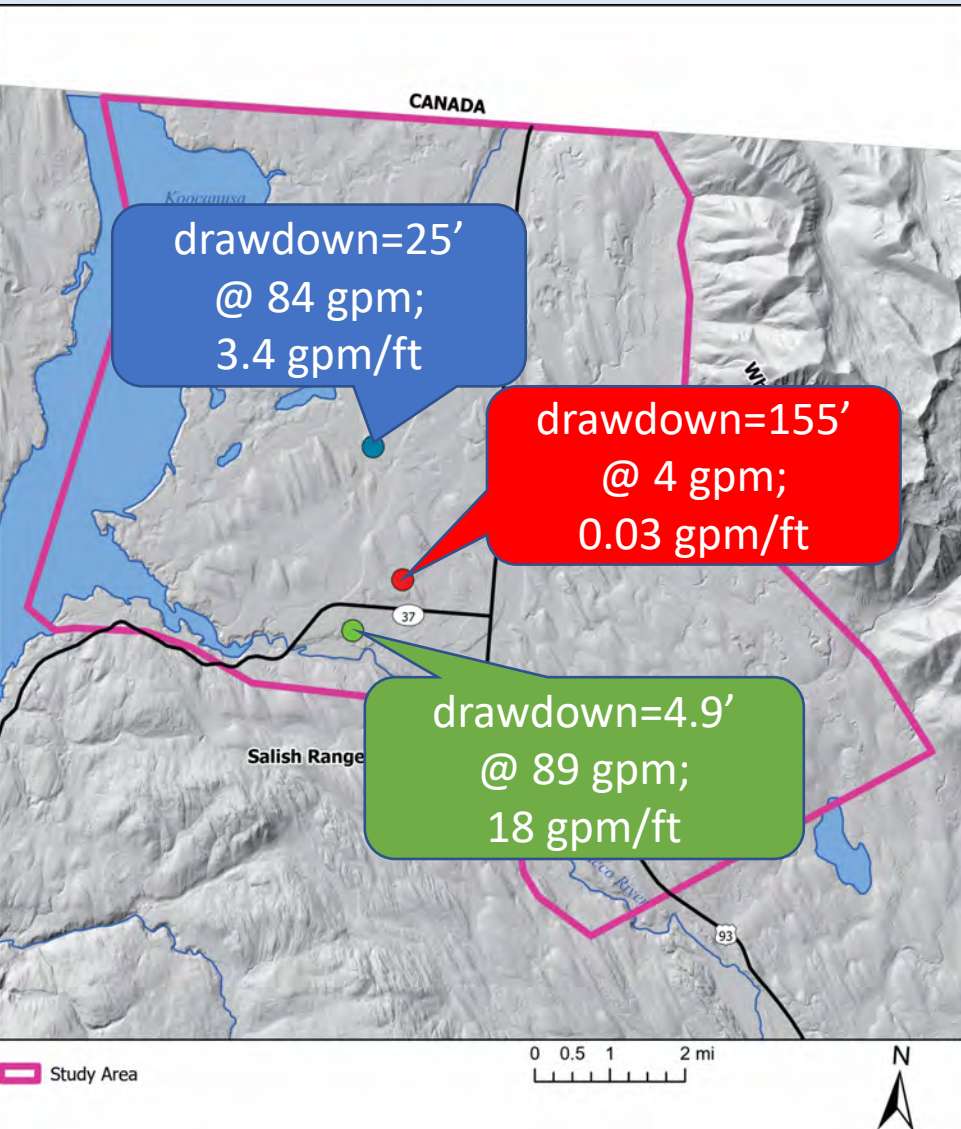 CANADA
Koocanusa
drawdown=25’
@ 84 gpm;
3.4 gpm/ft
drawdown=155’
@ 4 gpm;
0.03 gpm/ft
37
drawdown=4.9’
@ 89 gpm;
18 gpm/ft
Salish Range
River
93
Study Area
0 0.5 1 2 mi
N